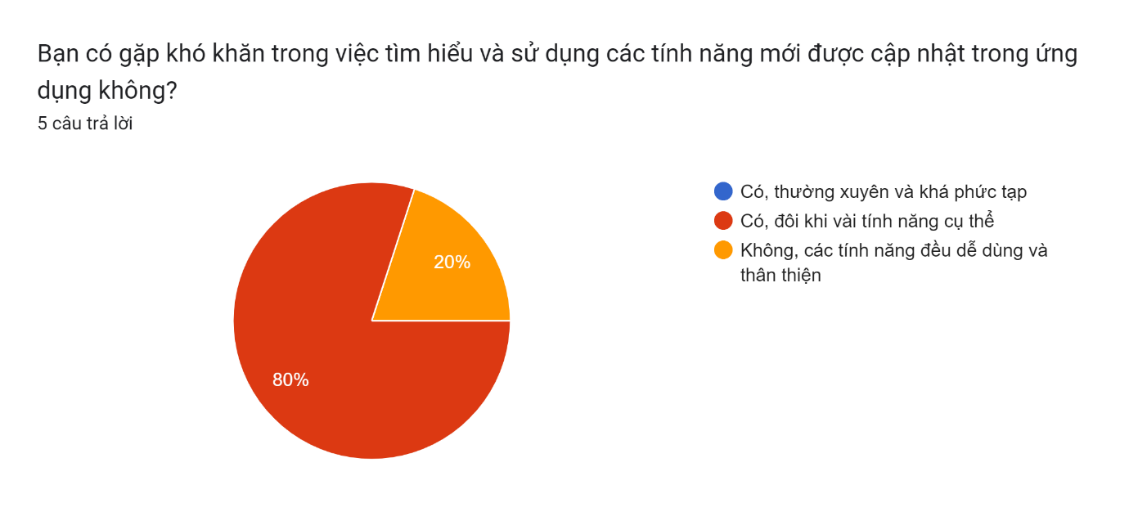 Bạn có gặp khó khăn trong việc tìm hiểu và sử dụng các tính năng mới được cập nhật trong ứng
dụng không?
5 câu trả lời
Có, thường xuyên và khá phức tạp
Có, đôi khi vài tính năng cụ thể
Không, các tính năng đều dễ dùng và
thân thiện
20%
80%